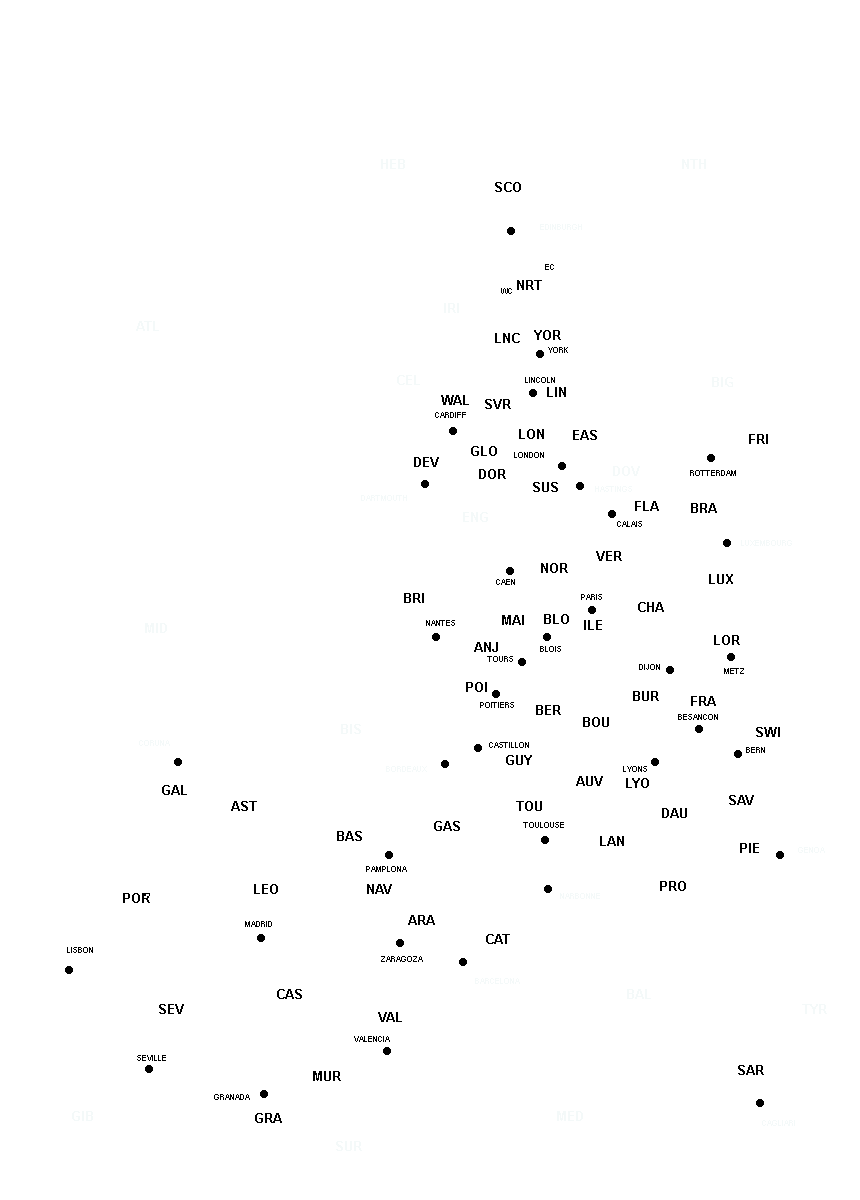 HEB
NTH
SCO
EDINBURGH
EC
WC NRT
IRI
ATL
LNC YOR
YORK
CEL
LINCOLN
BIG
LIN
WAL SVR
CARDIFF
LON EAS
FRI
GLO LONDON
DEV
DOR
DOV
ROTTERDAM
SUS
FLA BRA
ENG
CALAIS
VER
NOR
CAEN
LUX
BRI
PARIS
CHA
MAI BLO
ILE
NANTES
MID
LOR
ANJ
BLOIS
TOURS
DIJON
METZ
POI
BUR
FRA
POITIERS
BER
BESANCON
BOU
BIS
SWI
CASTILLON
BERN
GUY
LYONS
AUV LYO
GAL
SAV
AST
TOU
DAU
TOULOUSE
GAS
BAS
LAN
PIE
PAMPLONA
LEO
NAV
PRO
POR
ARA
MADRID
CAT
LISBON
ZARAGOZA
BARCELONA
CAS
BAL
SEV
TYR
VAL
VALENCIA
SEVILLE
SAR
MUR
GRANADA
GIB
GRA
MED
SUR